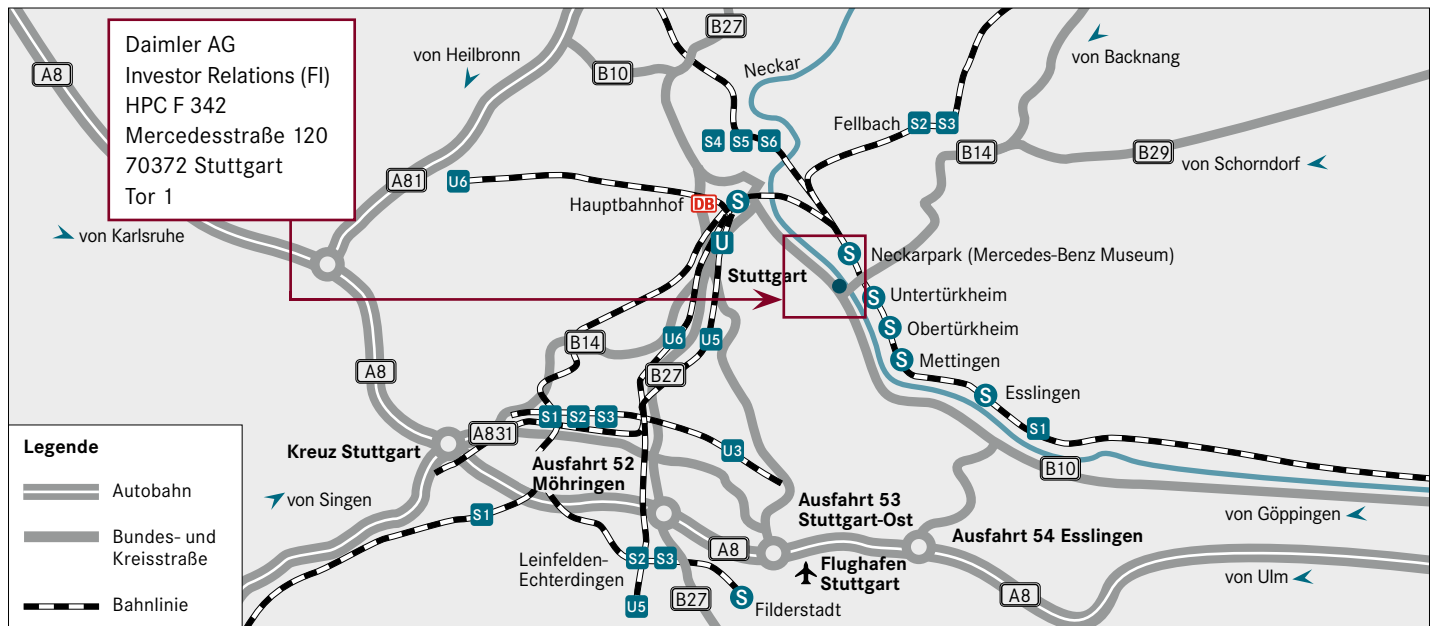 Daimler AG
Investor Relations (FI)
HPC F 342
Mercedesstraße 120
70372 Stuttgart
Tor 1
A8
von Heilbronn
B10
B27
Neckar
von Backnang
Fellbach
S2
S3
S4
S5
S6
B14
B29
von Schorndorf
A81
U6
Hauptbahnhof
DB
S
U
von Karlsruhe
Stuttgart
S
Neckarpark (Mercedes-Benz Museum)
S
Untertürkheim
S
Obertürkheim
S
Mettingen
S
Esslingen
S1
B14
U6
U5
B27
A8
S1
S2
S3
A831
U3
Kreuz Stuttgart
Ausfahrt 52
Möhringen
B10
von Singen
S1
Ausfahrt 53
Stuttgart-Ost
von Göppingen
Ausfahrt 54 Esslingen
A8
Leinfelden-
Echterdingen
S2
S3
Flughafen
Stuttgart
von Ulm
A8
U5
B27
S
Filderstadt
Legende
Autobahn
Bundes- und
Kreisstraße
Bahnlinie